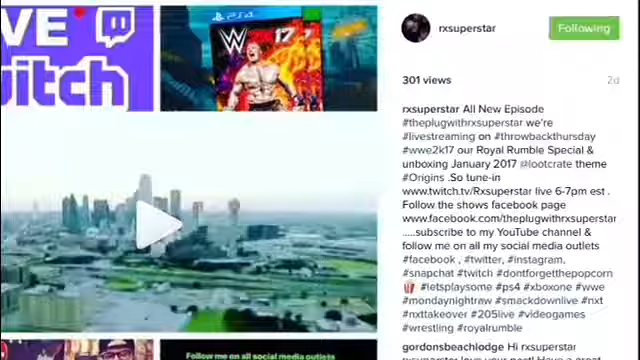 VE
witch
PS4
W 17
Follow me on all social media outlets
rxsuperstar
Following
301 views
2d
rxsuperstar All New Episode
#theplugwithrxsuperstar we're
#livestreaming on #throwbackthursday
#wwe2k17 our Royal Rumble Special &
unboxing January 2017 @lootcrate theme
#Origins .So tune-in
www.twitch.tv/Rxsuperstar live 6-7pm est .
Follow the shows facebook page
www.facebook.com/theplugwithrxsuperstar
.....subscribe to my YouTube channel &
follow me on all my social media outlets
#facebook , #twitter, #instagram,
#snapchat #twitch #dontforgetthepopcorn
🍿 #letsplaysome #ps4 #xboxone #wwe
#mondaynightraw #smackdownlive #nxt
#nxttakeover #205live #videogames
#wrestling #royalrumble
gordonsbeachlodge Hi rxsuperstar